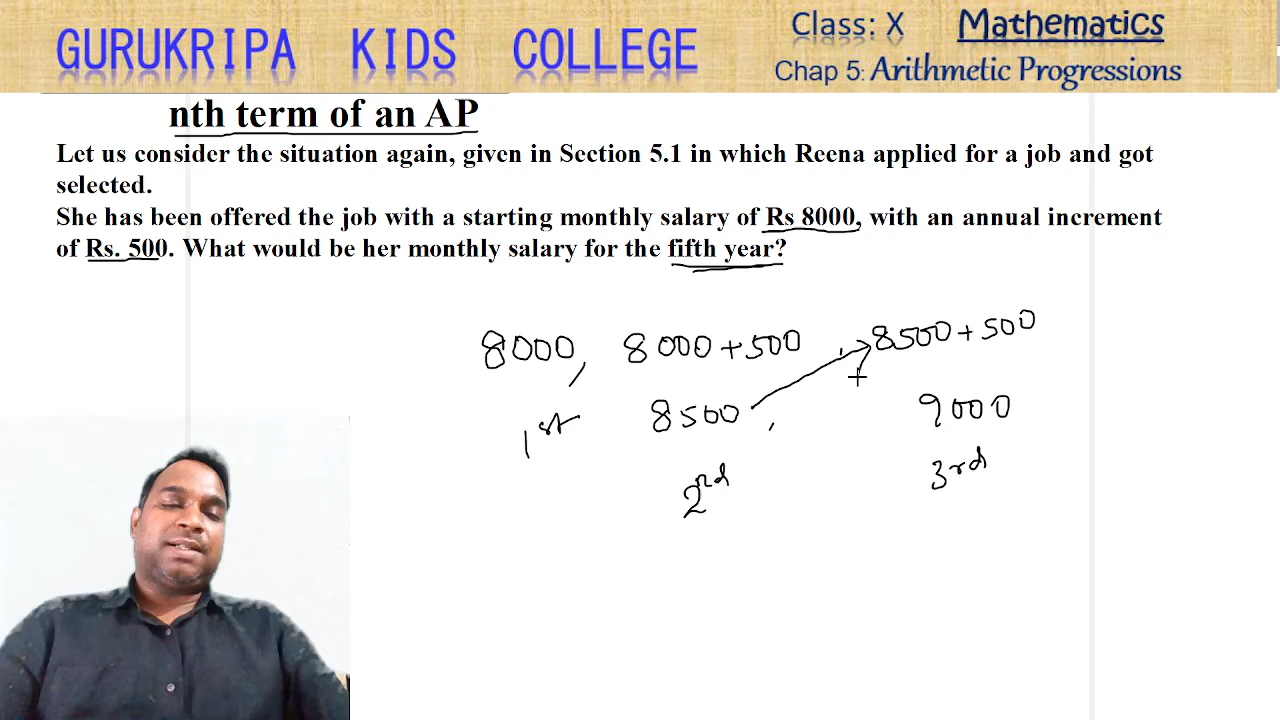 GURUKRIPA KIDS COLLEGE
Class: X Mathematics
Chap 5: Arithmetic Progressions
nth term of an AP
Let us consider the situation again, given in Section 5.1 in which Reena applied for a job and got
selected.
She has been offered the job with a starting monthly salary of Rs 8000, with an annual increment
of Rs. 500. What would be her monthly salary for the fifth year?
8000, 8000+500 , 8500+500
8500 , 9000
1st 2nd 3rd